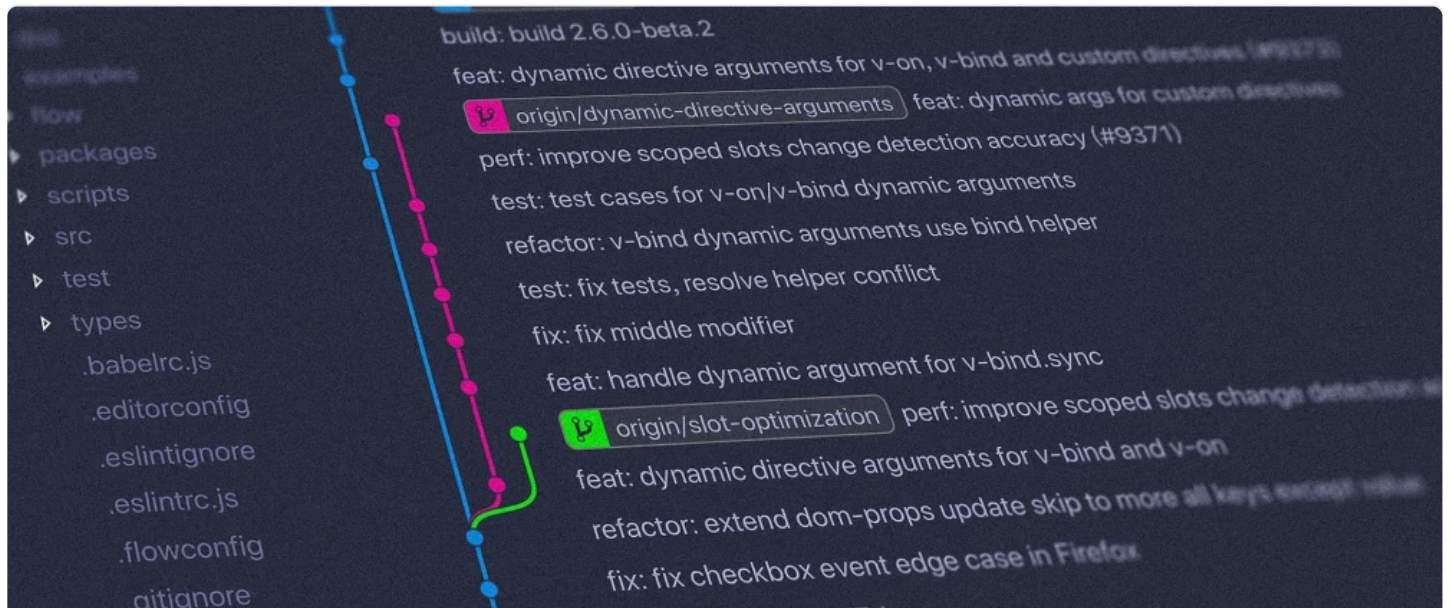 examples
flow
packages
scripts
src
test
types
.babelrc.js
.editorconfig
.eslintignore
.eslintrc.js
.flowconfig
.gitignore
build: build 2.6.0-beta.2
feat: dynamic directive arguments for v-on, v-bind and custom directives (#9373)
origin/dynamic-directive-arguments feat: dynamic args for custom directives
perf: improve scoped slots change detection accuracy (#9371)
test: test cases for v-on/v-bind dynamic arguments
refactor: v-bind dynamic arguments use bind helper
test: fix tests, resolve helper conflict
fix: fix middle modifier
feat: handle dynamic argument for v-bind.sync
origin/slot-optimization perf: improve scoped slots change detection
feat: dynamic directive arguments for v-bind and v-on
refactor: extend dom-props update skip to more all keys except value
fix: fix checkbox event edge case in Firefox